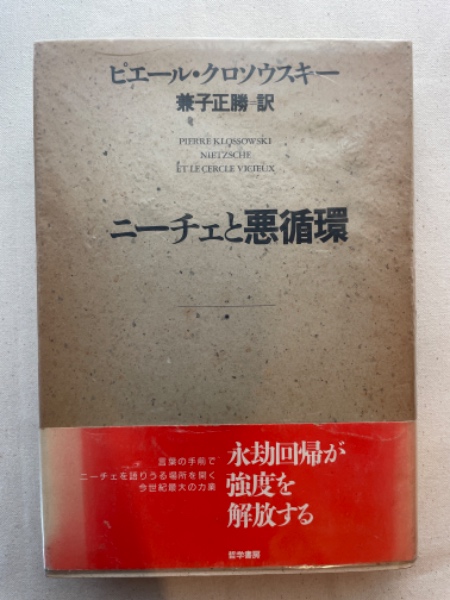 ピエール・クロソウスキー
兼子正勝=訳
PIERRE KLOSSOWSKI
NIETZSCHE
ET LE CERCLE VICIEUX
ニーチェと悪循環
言葉の手前で
ニーチェを語りうる場所を開く
今世紀最大の力業
永劫回帰が
強度を
解放する
哲学書房